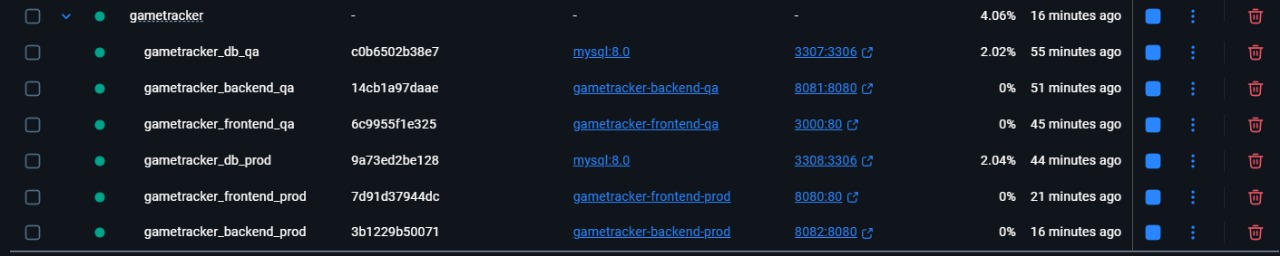 gametracker - - - 4.06% 16 minutes ago
gametracker_db_qa c0b6502b38e7 mysql:8.0 3307:3306 2.02% 55 minutes ago
gametracker_backend_qa 14cb1a97daae gametracker-backend-qa 8081:8080 0% 51 minutes ago
gametracker_frontend_qa 6c9955f1e325 gametracker-frontend-qa 3000:80 0% 45 minutes ago
gametracker_db_prod 9a73ed2be128 mysql:8.0 3308:3306 2.04% 44 minutes ago
gametracker_frontend_prod 7d91d37944dc gametracker-frontend-prod 8080:80 0% 21 minutes ago
gametracker_backend_prod 3b1229b50071 gametracker-backend-prod 8082:8080 0% 16 minutes ago